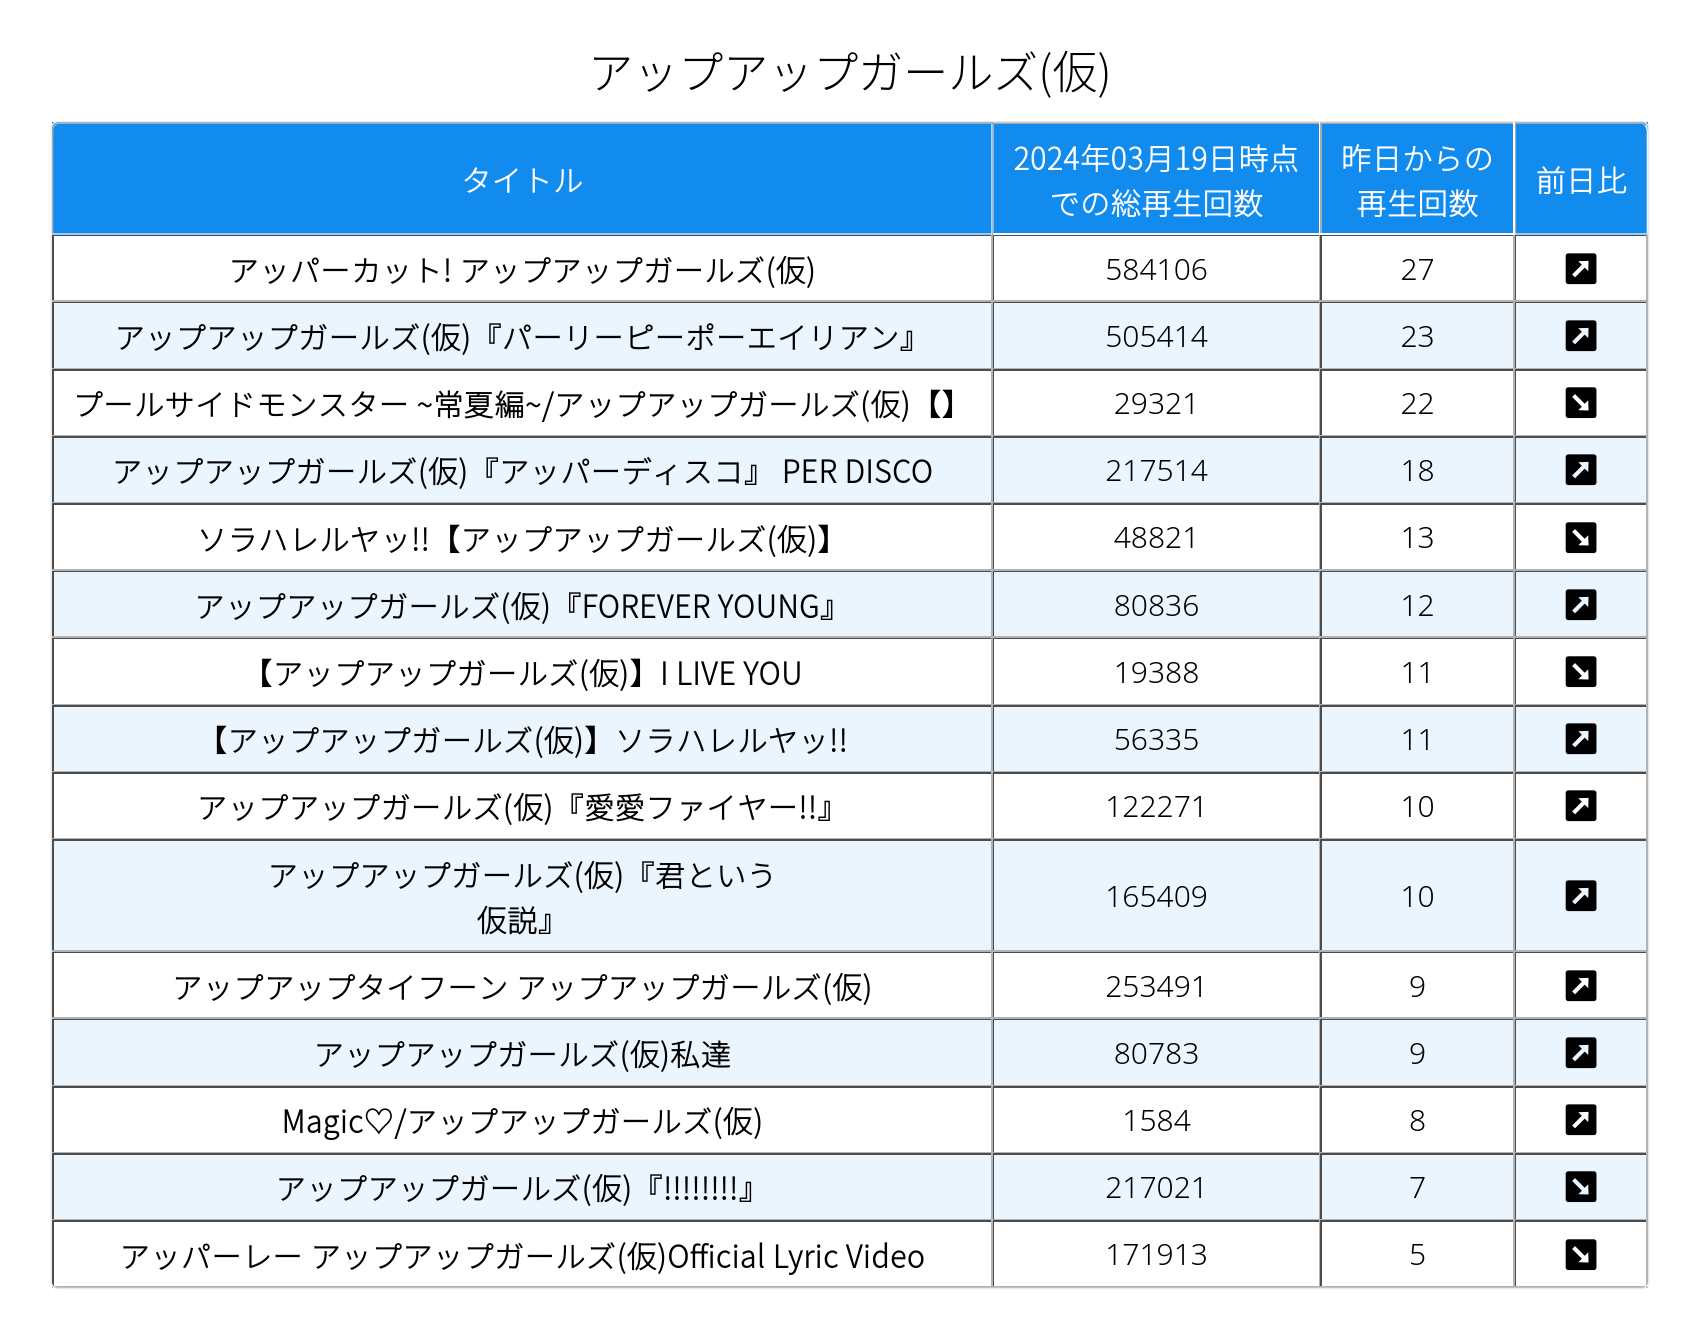 アップアップガールズ(仮)
タイトル 2024年03月19日時点 昨日からの 前日比
での総再生回数 再生回数
アッパーカット! アップアップガールズ(仮) 584106 27 ↗
アップアップガールズ(仮)『パーリーピーポーエイリアン』 505414 23 ↗
プールサイドモンスター ~常夏編~/アップアップガールズ(仮)【】 29321 22 ↘
アップアップガールズ(仮)『アッパーディスコ』 PER DISCO 217514 18 ↗
ソラハレルヤッ!!【アップアップガールズ(仮)】 48821 13 ↘
アップアップガールズ(仮)『FOREVER YOUNG』 80836 12 ↗
【アップアップガールズ(仮)】I LIVE YOU 19388 11 ↘
【アップアップガールズ(仮)】ソラハレルヤッ!! 56335 11 ↗
アップアップガールズ(仮)『愛愛ファイヤー!!』 122271 10 ↗
アップアップガールズ(仮)『君という
仮説』 165409 10 ↗
アップアップタイフーン アップアップガールズ(仮) 253491 9 ↗
アップアップガールズ(仮)私達 80783 9 ↗
Magic♡/アップアップガールズ(仮) 1584 8 ↗
アップアップガールズ(仮)『!!!!!!!!』 217021 7 ↘
アッパーレー アップアップガールズ(仮)Official Lyric Video 171913 5 ↘